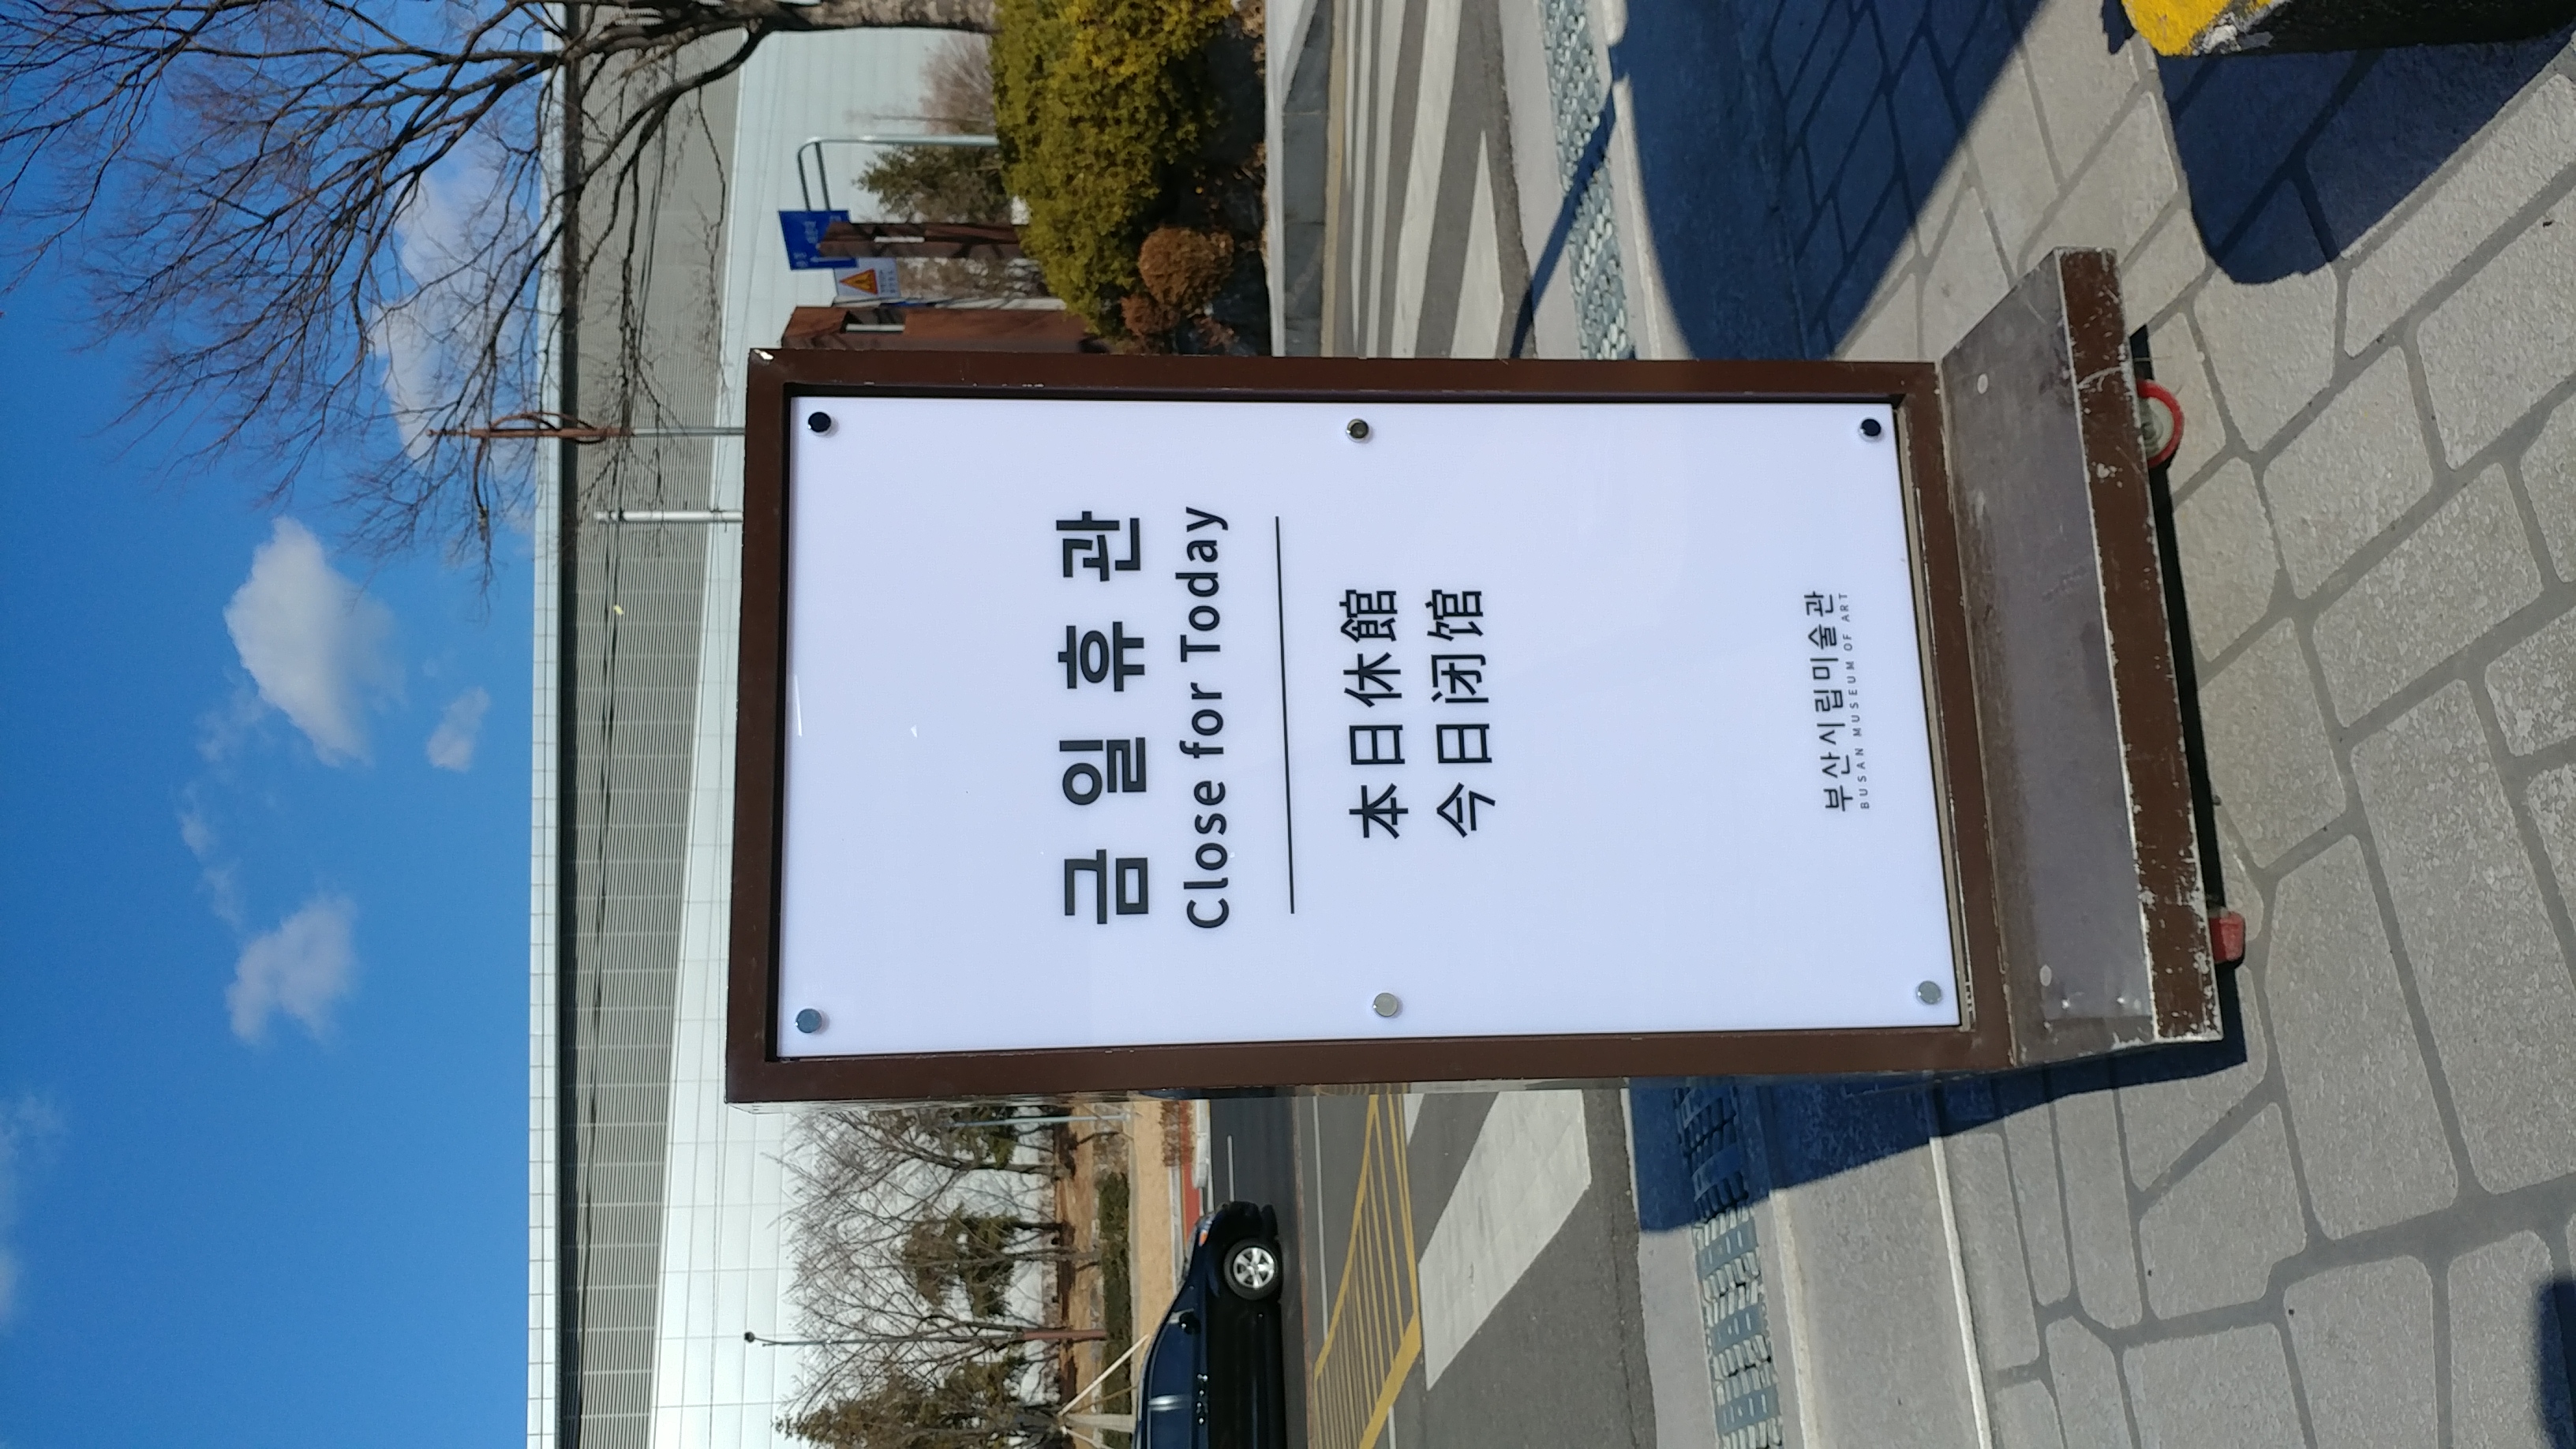 금일휴관
Close for Today
本日休館
今日闭馆
부산시립미술관
BUSAN MUSEUM OF ART